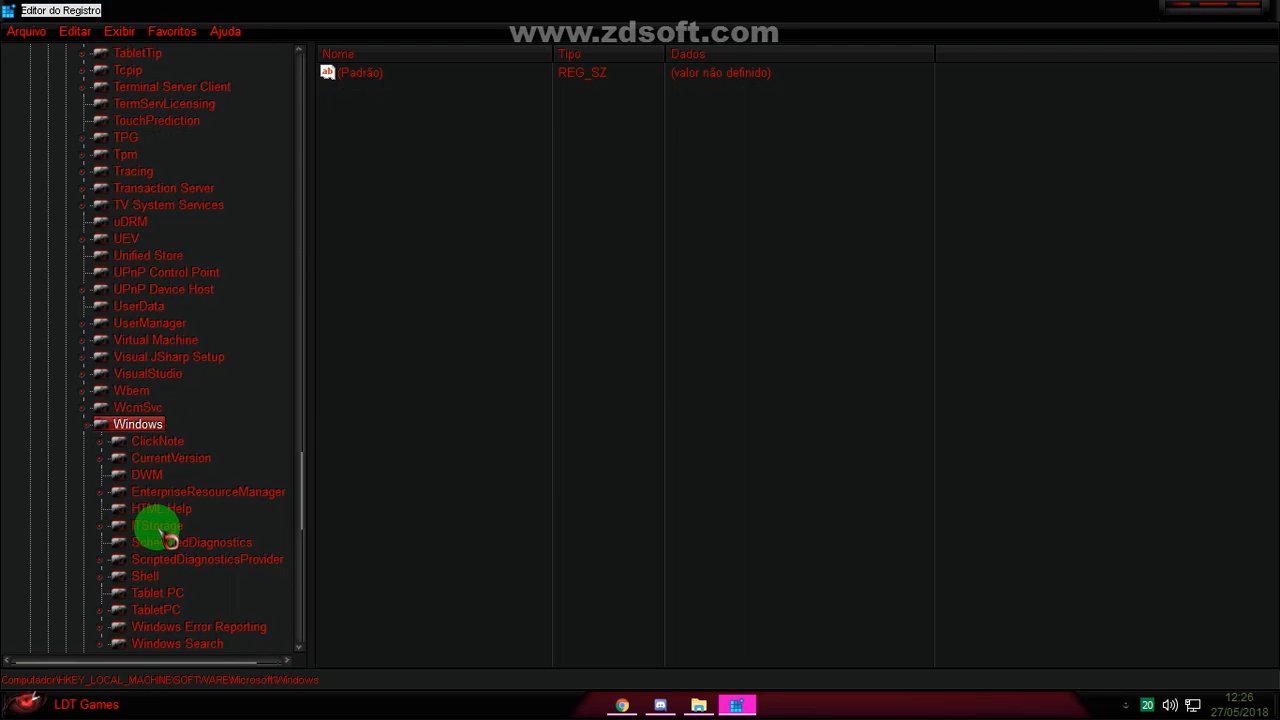 Editor do Registro
Arquivo Editar Exibir Favoritos Ajuda
www.zdsoft.com
Nome Tipo Dados
(Padrão) REG_SZ (valor não definido)
TabletTip
Tcpip
Terminal Server Client
TermServLicensing
TouchPrediction
TPG
Tpm
Tracing
Transaction Server
TV System Services
uDRM
UEV
Unified Store
UPnP Control Point
UPnP Device Host
UserData
UserManager
Virtual Machine
Visual JSharp Setup
VisualStudio
Wbem
WcmSvc
Windows
ClickNote
CurrentVersion
DWM
EnterpriseResourceManager
HTML Help
ITStorage
ScheduledDiagnostics
ScriptedDiagnosticsProvider
Shell
Tablet PC
TabletPC
Windows Error Reporting
Windows Search
Computador\HKEY_LOCAL_MACHINE\SOFTWARE\Microsoft\Windows
LDT Games
20
12:26
27/05/2018